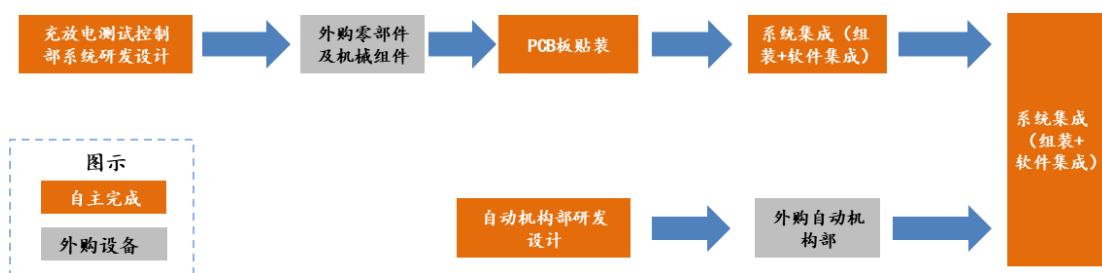 充放电测试控制
部系统研发设计
外购零部件
及机械组件
PCB板贴装
系统集成（组
装+软件集成）
系统集成
（组装+
软件集成）
图示
自主完成
外购设备
自动机构部研发
设计
外购自动机
构部